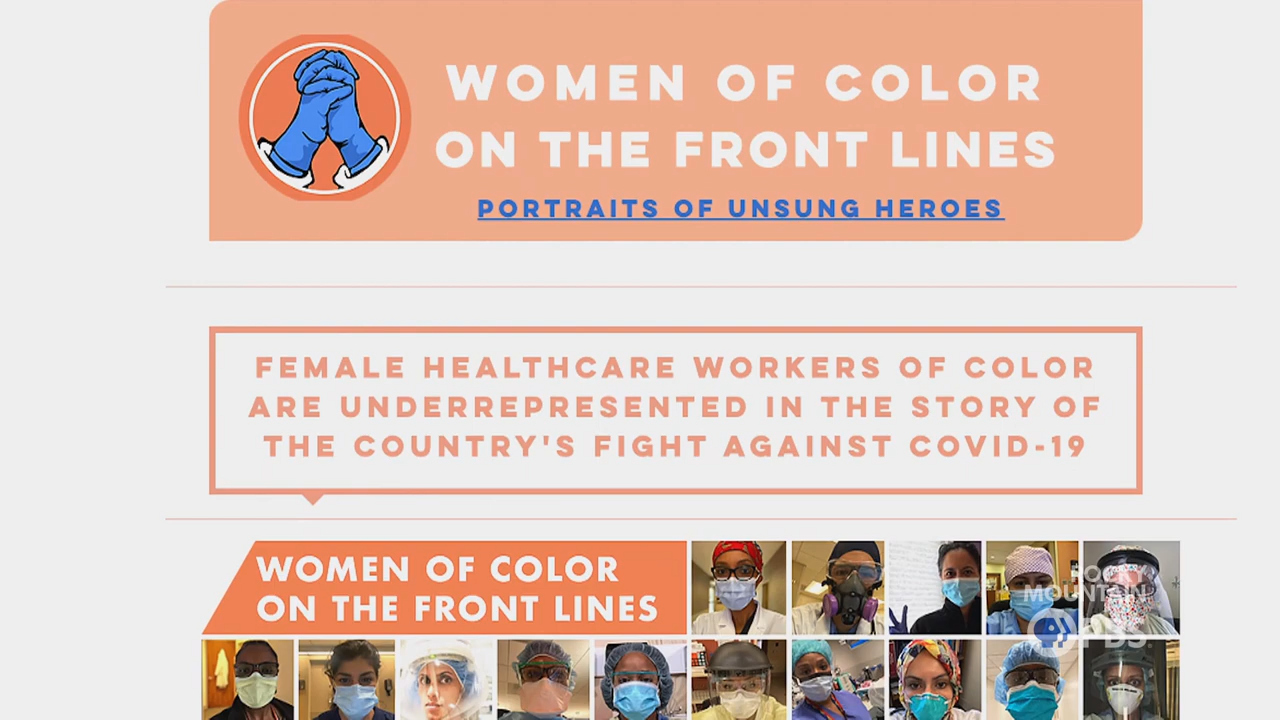 WOMEN OF COLOR
ON THE FRONT LINES
PORTRAITS OF UNSUNG HEROES
FEMALE HEALTHCARE WORKERS OF COLOR
ARE UNDERREPRESENTED IN THE STORY OF
THE COUNTRY'S FIGHT AGAINST COVID-19
WOMEN OF COLOR
ON THE FRONT LINES
ROCKY
MOUNTAIN
PBS